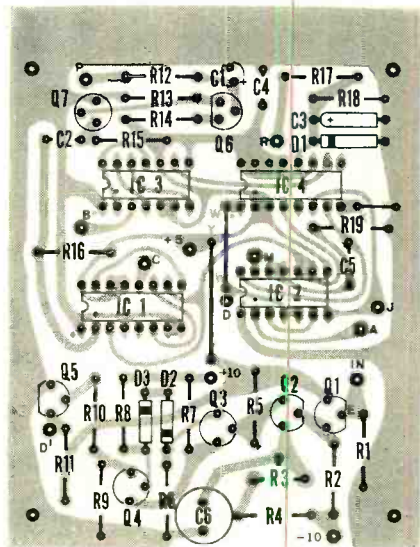 R12 C1 + R17
Q7 R13 C4 R18
R14 C3 +
C2 R15 Q6 R D1
IC 3 IC 4
B W R19
R16 +5 Y
C M C5
IC 1 IC 2
D J
A
Q5 D3 D2 +10 Q2 Q1 IN
R10 R8 R7 Q3 R5 E
D' R11 R1
R9 Q4 R6 C6 R3 R2
R4
-10